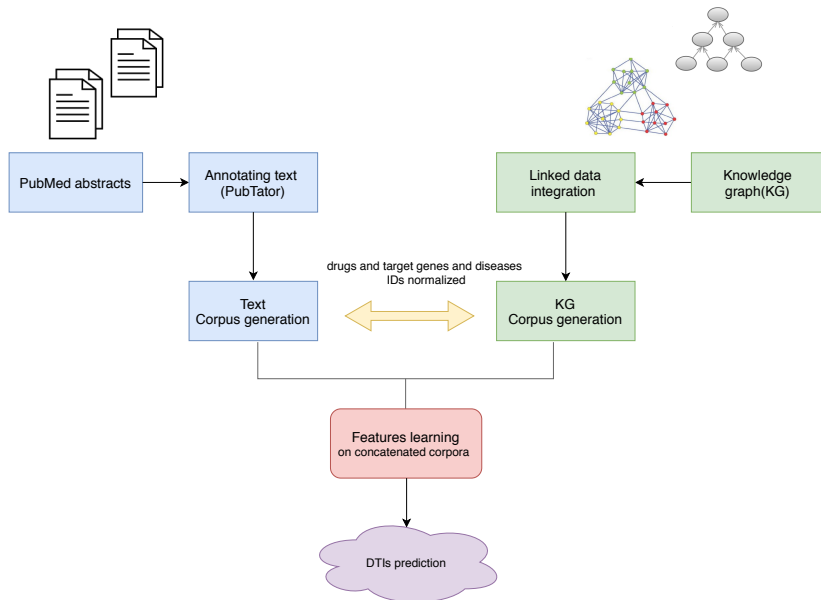 PubMed abstracts
Annotating text
(PubTator)
Linked data
integration
Knowledge
graph(KG)
drugs and target genes and diseases
IDs normalized
Text
Corpus generation
KG
Corpus generation
Features learning
on concatenated corpora
DTIs prediction